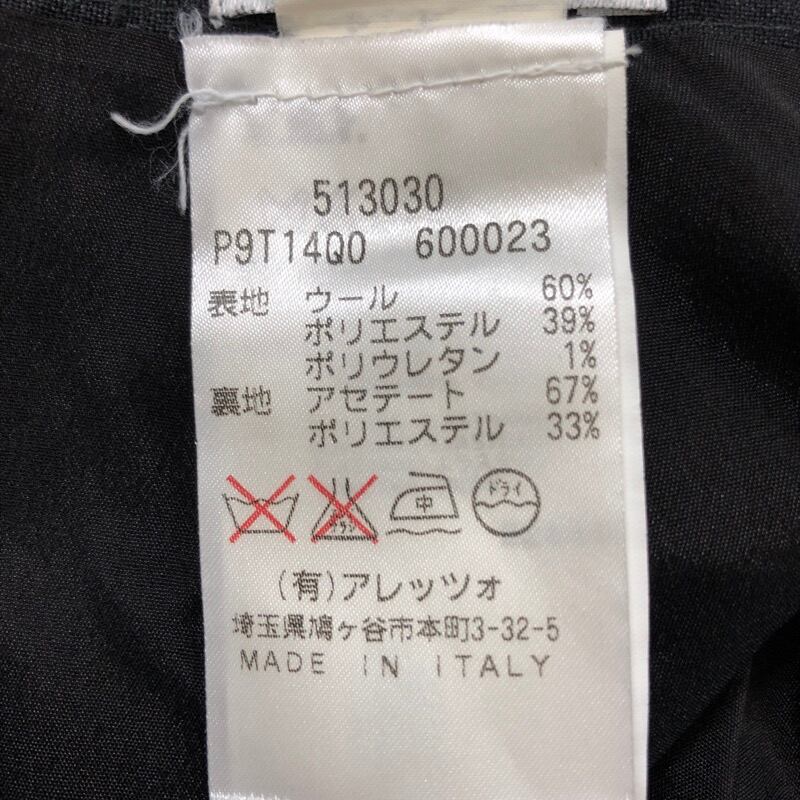 513030
P9T14Q0 600023
表地 ウール 60%
ポリエステル 39%
ポリウレタン 1%
裏地 アセテート 67%
ポリエステル 33%
中 ドライ
(有)アレッツォ
埼玉県鳩ヶ谷市本町3-32-5
MADE IN ITALY